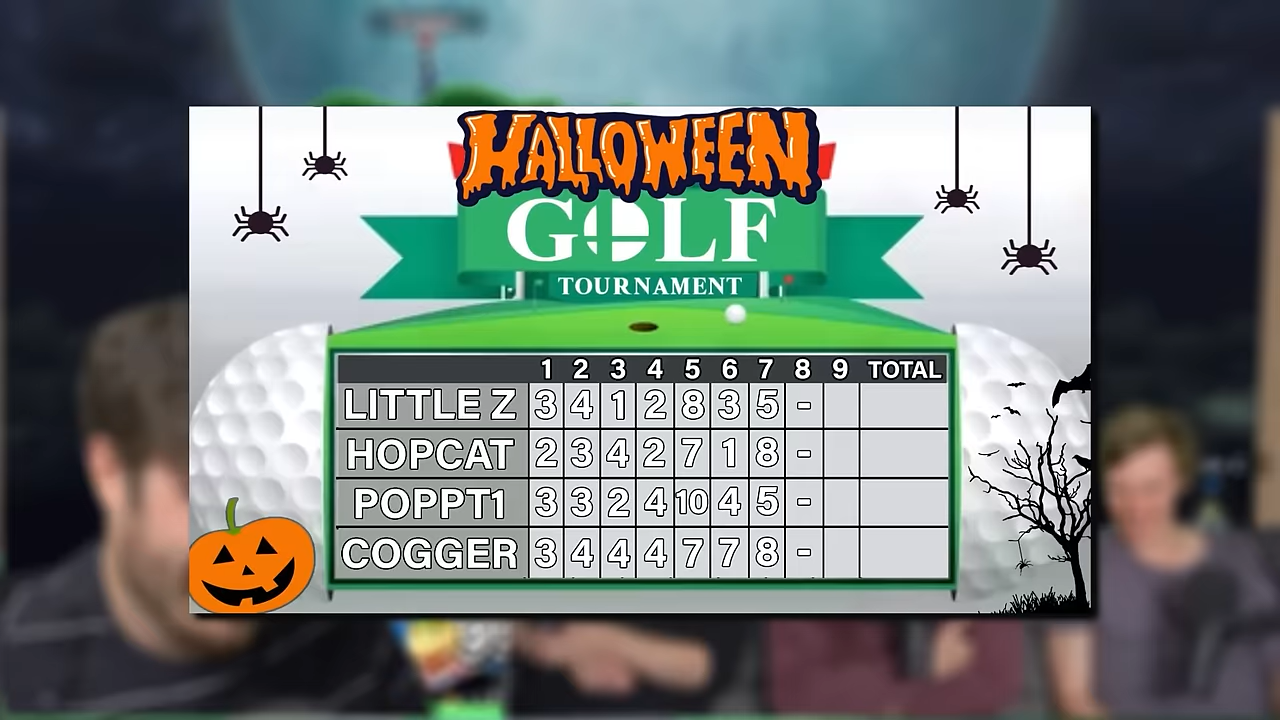 HALLOWEEN
GOLF
TOURNAMENT
1 2 3 4 5 6 7 8 9 TOTAL
LITTLE Z 3 4 1 2 8 3 5 -
HOPCAT 2 3 4 2 7 1 8 -
POPPT1 3 3 2 4 10 4 5 -
COGGER 3 4 4 4 7 7 8 -